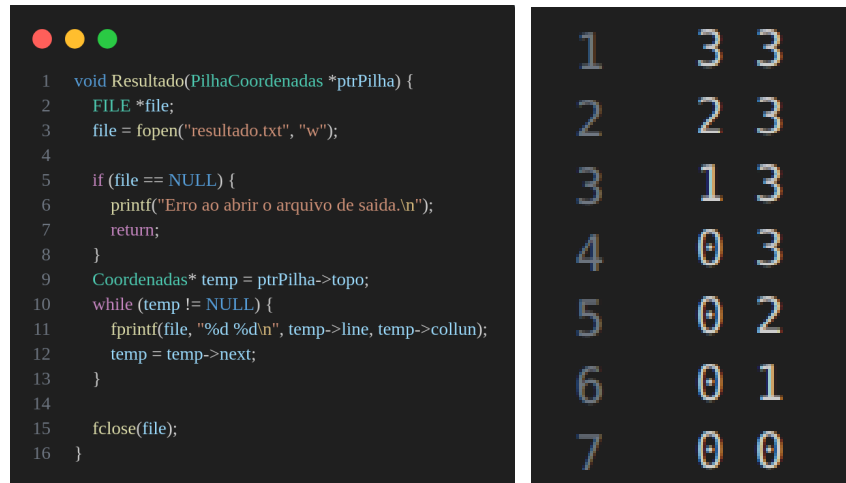 1 void Resultado(PilhaCoordenadas *ptrPilha) {
2 FILE *file;
3 file = fopen("resultado.txt", "w");
4
5 if (file == NULL) {
6 printf("Erro ao abrir o arquivo de saida.\n");
7 return;
8 }
9 Coordenadas* temp = ptrPilha->topo;
10 while (temp != NULL) {
11 fprintf(file, "%d %d\n", temp->line, temp->collun);
12 temp = temp->next;
13 }
14
15 fclose(file);
16 }
1 3 3
2 2 3
3 1 3
4 0 3
5 0 2
6 0 1
7 0 0